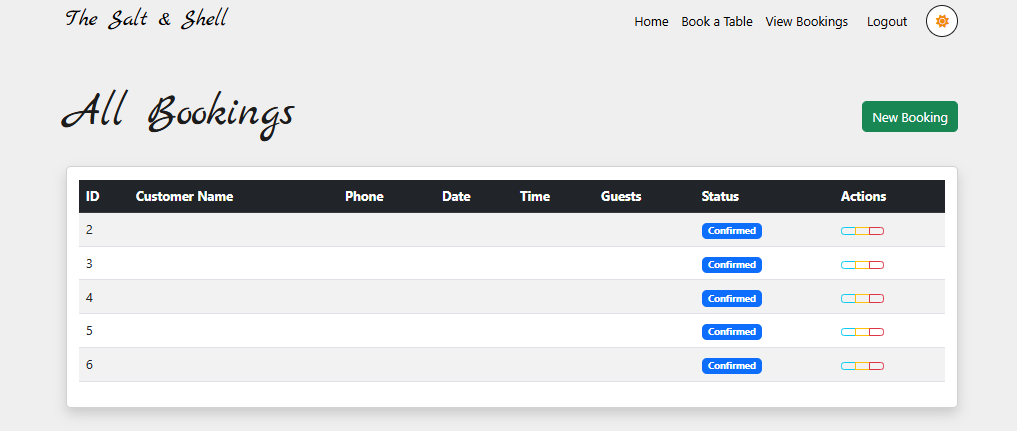 The Salt & Shell Home Book a Table View Bookings Logout
All Bookings New Booking
ID Customer Name Phone Date Time Guests Status Actions
2 Confirmed
3 Confirmed
4 Confirmed
5 Confirmed
6 Confirmed